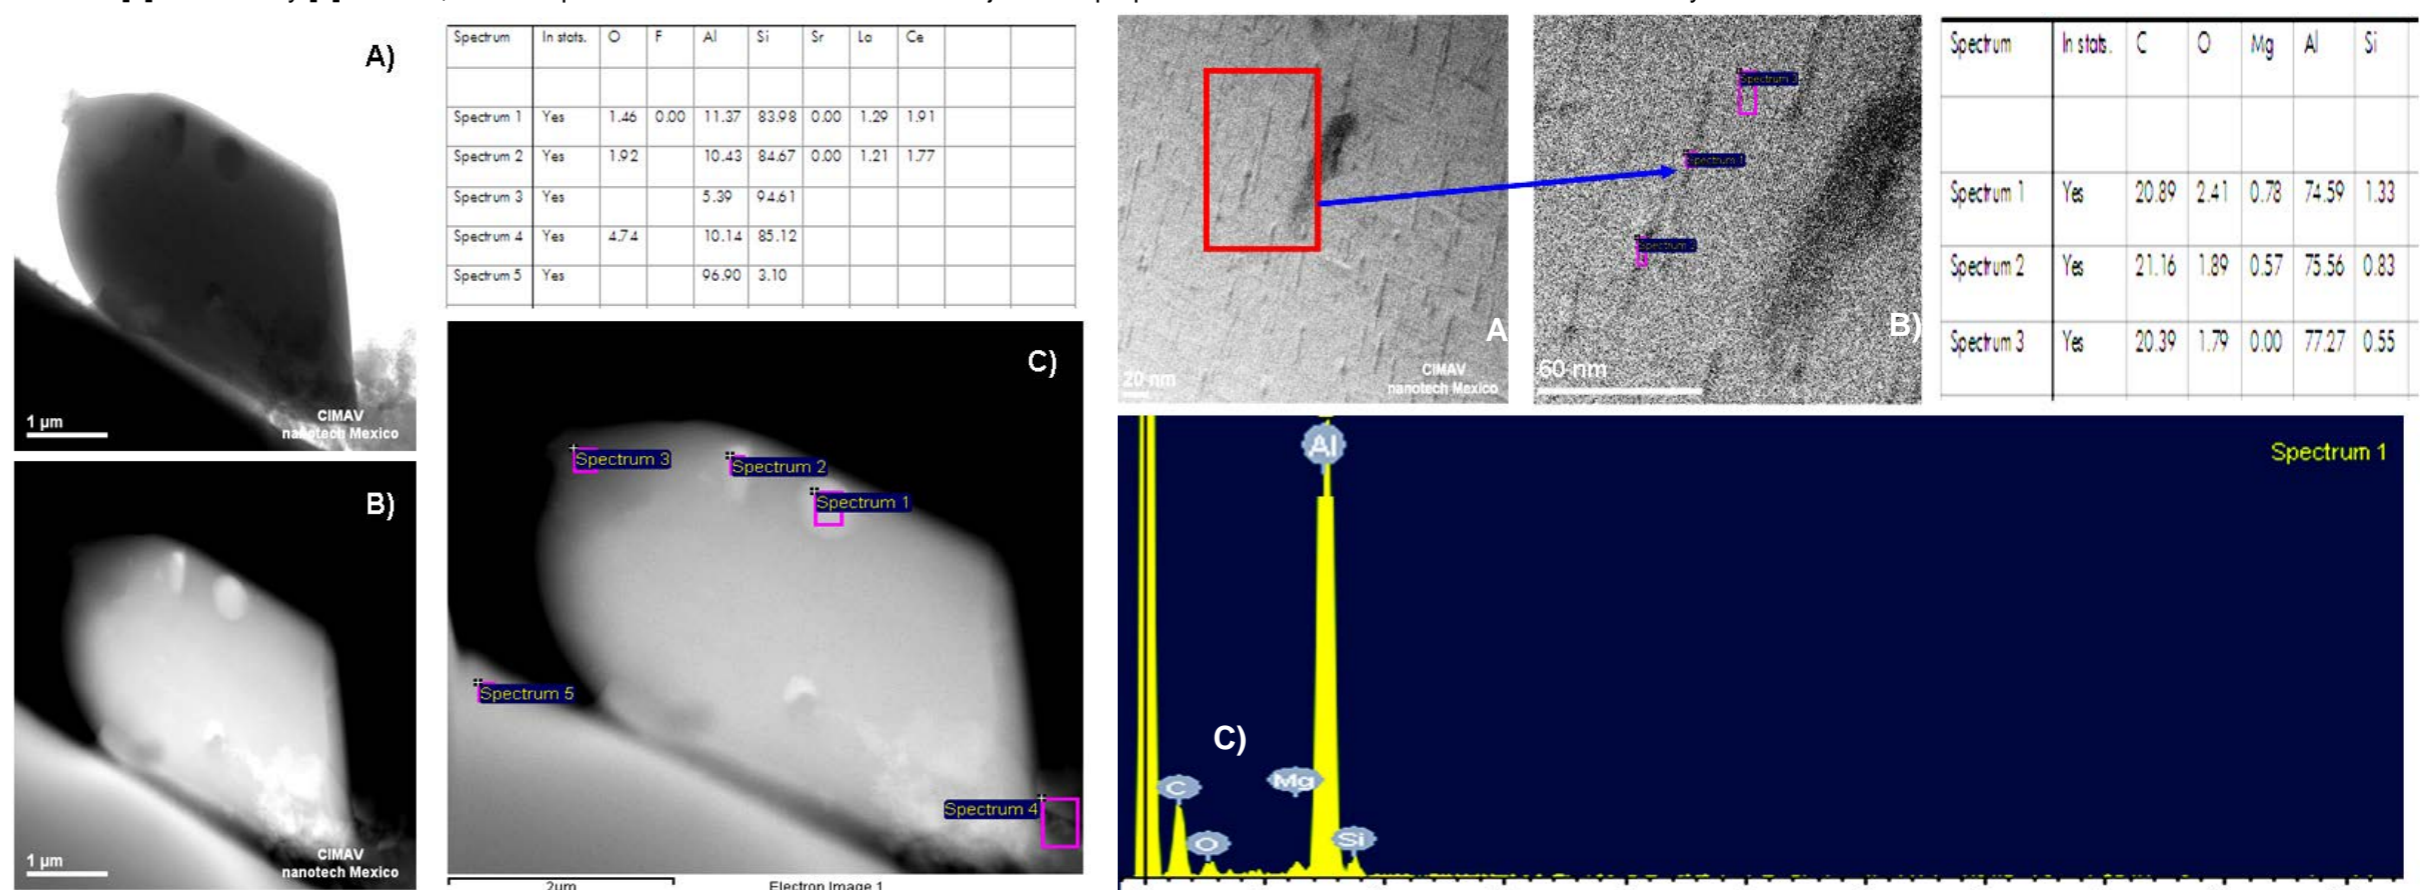 A)
1 µm
CIMAV
nanotech Mexico
B)
1 µm
CIMAV
nanotech Mexico
Spectrum In stats. O F Al Si Sr La Ce
Spectrum 1 Yes 1.46 0.00 11.37 83.98 0.00 1.29 1.91
Spectrum 2 Yes 1.92 10.43 84.67 0.00 1.21 1.77
Spectrum 3 Yes 5.39 94.61
Spectrum 4 Yes 4.74 10.14 85.12
Spectrum 5 Yes 96.90 3.10
C)
Spectrum 3
Spectrum 2
Spectrum 1
Spectrum 5
Spectrum 4
2um Electron Image 1
A
20 nm
CIMAV
nanotech Mexico
Spectrum 1
B)
60 nm
Spectrum In stats. C O Mg Al Si
Spectrum 1 Yes 20.89 2.41 0.78 74.59 1.33
Spectrum 2 Yes 21.16 1.89 0.57 75.56 0.83
Spectrum 3 Yes 20.39 1.79 0.00 77.27 0.55
Al
Spectrum 1
C)
C
Mg
O
Si